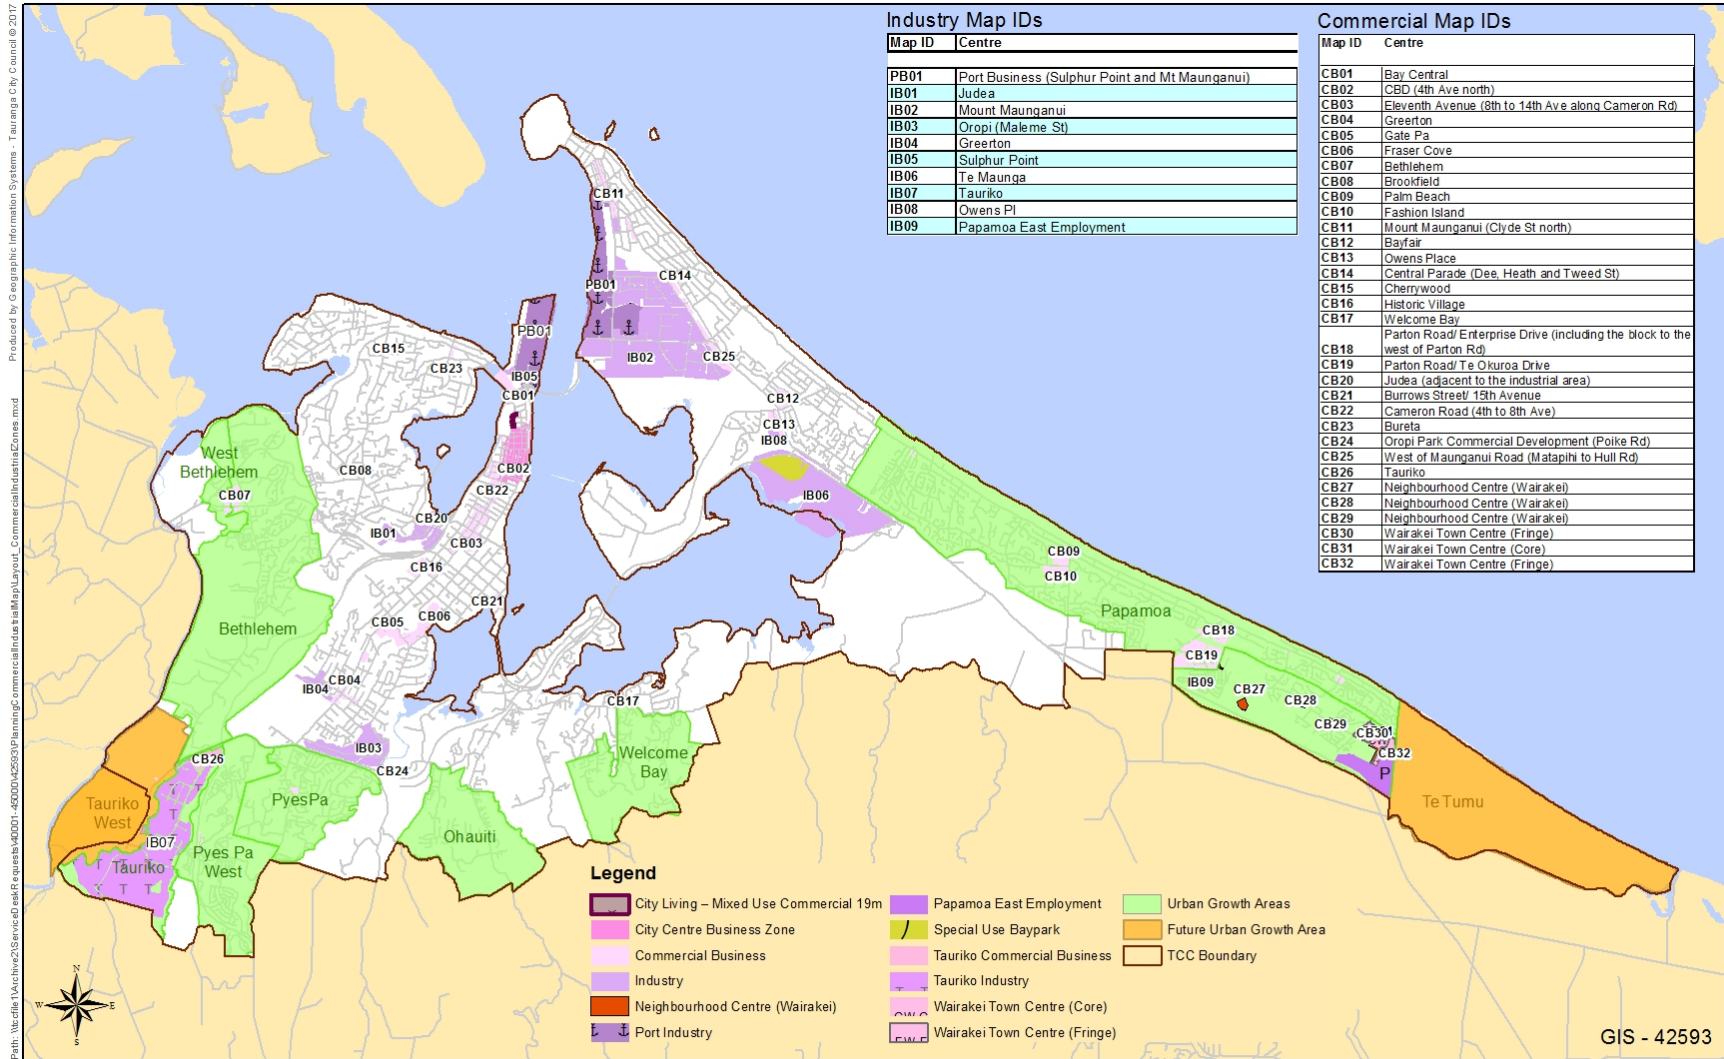 Produced by Geographic Information Systems - Tauranga City Council © 2017
Industry Map IDs
Map ID Centre
PB01 Port Business (Sulphur Point and Mt Maunganui)
IB01 Judea
IB02 Mount Maunganui
IB03 Oropi (Maleme St)
IB04 Greerton
IB05 Sulphur Point
IB06 Te Maunga
IB07 Tauriko
IB08 Owens Pl
IB09 Papamoa East Employment
Commercial Map IDs
Map ID Centre
CB01 Bay Central
CB02 CBD (4th Ave north)
CB03 Eleventh Avenue (8th to 14th Ave along Cameron Rd)
CB04 Greerton
CB05 Gate Pa
CB06 Fraser Cove
CB07 Bethlehem
CB08 Brookfield
CB09 Palm Beach
CB10 Fashion Island
CB11 Mount Maunganui (Clyde St north)
CB12 Bayfair
CB13 Owens Place
CB14 Central Parade (Dee, Heath and Tweed St)
CB15 Cherrywood
CB16 Historic Village
CB17 Welcome Bay
Parton Road/ Enterprise Drive (including the block to the
CB18 west of Parton Rd)
CB19 Parton Road/ Te Okuroa Drive
CB20 Judea (adjacent to the industrial area)
CB21 Burrows Street/ 15th Avenue
CB22 Cameron Road (4th to 8th Ave)
CB23 Bureta
CB24 Oropi Park Commercial Development (Poike Rd)
CB25 West of Maunganui Road (Matapihi to Hull Rd)
CB26 Tauriko
CB27 Neighbourhood Centre (Wairakei)
CB28 Neighbourhood Centre (Wairakei)
CB29 Neighbourhood Centre (Wairakei)
CB30 Wairakei Town Centre (Fringe)
CB31 Wairakei Town Centre (Core)
CB32 Wairakei Town Centre (Fringe)
CB11
CB14
PB01
PB01
CB15
IB02
CB25
CB23
IB05
CB01
CB12
CB13
IB08
West
Bethlehem
CB08
CB02
CB07
CB22
IB06
CB20
IB01
CB03
CB09
CB16
CB10
CB21
Papamoa
CB06
CB05
Bethlehem
CB18
CB19
CB04
IB04
IB09
CB27
CB28
CB17
CB29
CB30
IB03
CB32
Welcome
Bay
CB26
CB24
P
PyesPa
Te Tumu
Tauriko
West
Ohauiti
IB07
Pyes Pa
West
Tauriko
Legend
City Living – Mixed Use Commercial 19m
City Centre Business Zone
Commercial Business
Industry
Neighbourhood Centre (Wairakei)
Port Industry
Papamoa East Employment
Special Use Baypark
Tauriko Commercial Business
Tauriko Industry
Wairakei Town Centre (Core)
Wairakei Town Centre (Fringe)
Urban Growth Areas
Future Urban Growth Area
TCC Boundary
N
W E
S
GIS - 42593